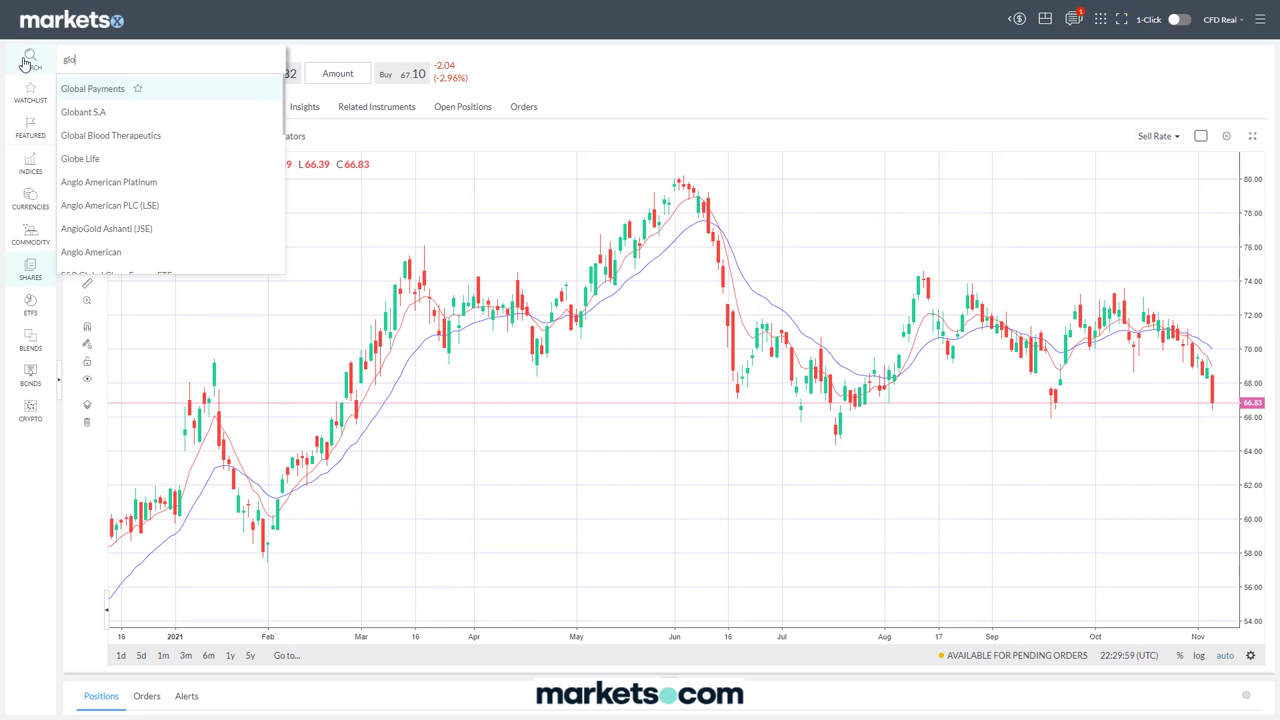 marketsx
1
1-Click
CFD Real
glo
WATCHLIST
FEATURED
INDICES
CURRENCIES
COMMODITY
SHARES
ETFS
BLENDS
BONDS
CRYPTO
Global Payments
Globant S.A
Global Blood Therapeutics
Globe Life
Anglo American Platinum
Anglo American PLC (LSE)
AngloGold Ashanti (JSE)
Anglo American
Amount
Buy 67.10
-2.04
(-2.96%)
Insights
Related Instruments
Open Positions
Orders
Sell Rate
L66.39 C66.83
80.00
78.00
76.00
74.00
72.00
70.00
68.00
66.83
66.00
64.00
62.00
60.00
58.00
56.00
54.00
16 2021 Feb Mar 16 Apr May Jun 16 Jul Aug 17 Sep Oct Nov
1d 5d 1m 3m 6m 1y 5y Go to...
AVAILABLE FOR PENDING ORDERS 22:29:59 (UTC) % log auto
Positions Orders Alerts
markets.com